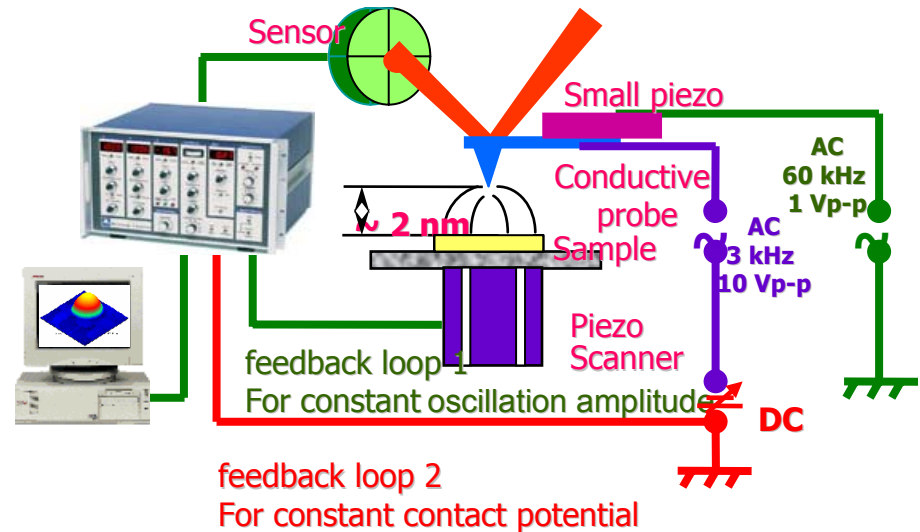 Sensor
Small piezo
AC
60 kHz
1 Vp-p
Conductive
probe
~ 2 nm
AC
3 kHz
10 Vp-p
Sample
Piezo
Scanner
feedback loop 1
For constant oscillation amplitude
DC
feedback loop 2
For constant contact potential